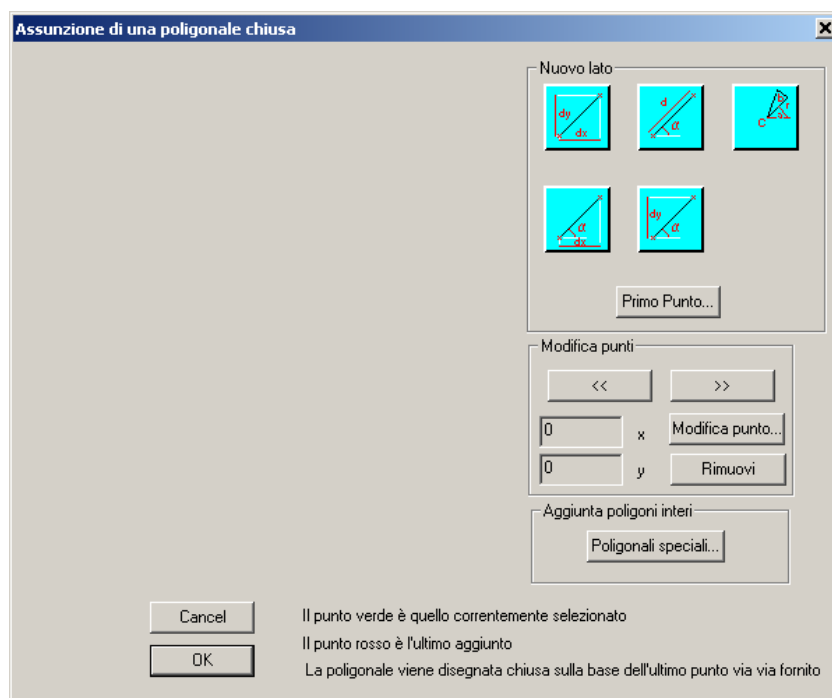 Assunzione di una poligonale chiusa
Nuovo lato
dy
dx
d
α
b
r
a
C
α
dx
dy
α
Primo Punto...
Modifica punti
<<
>>
0
x
Modifica punto...
0
y
Rimuovi
Aggiunta poligoni interi
Poligonali speciali...
Cancel
Il punto verde è quello correntemente selezionato
Il punto rosso è l'ultimo aggiunto
OK
La poligonale viene disegnata chiusa sulla base dell'ultimo punto via via fornito